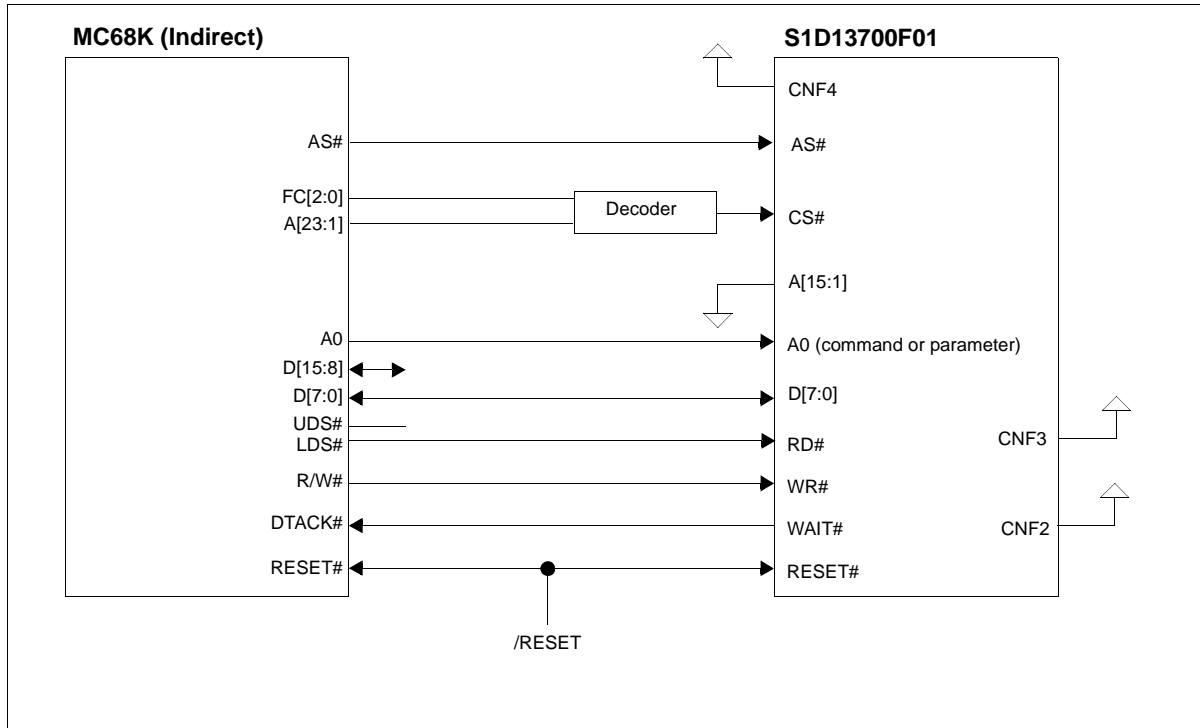 MC68K (Indirect)
S1D13700F01
CNF4
AS#
AS#
FC[2:0]
A[23:1]
Decoder
CS#
A[15:1]
A0
A0 (command or parameter)
D[15:8]
D[7:0]
D[7:0]
UDS#
LDS#
RD#
CNF3
R/W#
WR#
DTACK#
WAIT#
CNF2
RESET#
RESET#
/RESET